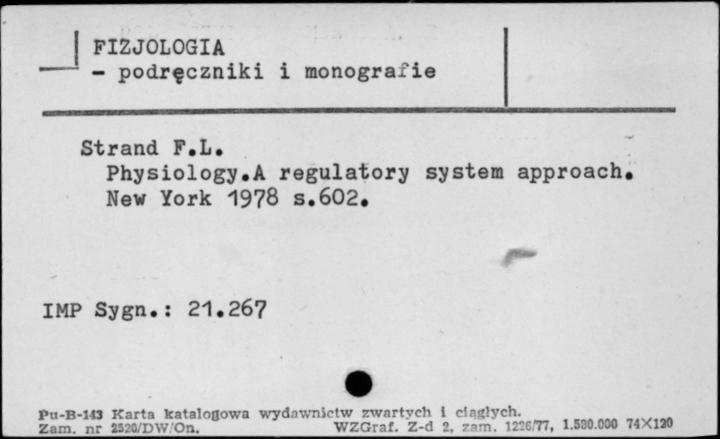 FIZJOLOGIA
- podręczniki i monografie
Strand F.L.
Physiology.A regulatory system approach.
New York 1978 s.602.
IMP Sygn.: 21.267
Pu-B-143 Karta katalogowa wydawnictw zwartych i ciągłych.
Zam. nr 2520/DW/On. WZGraf. Z-d 2, zam. 1226/77, 1.500.000 74X120